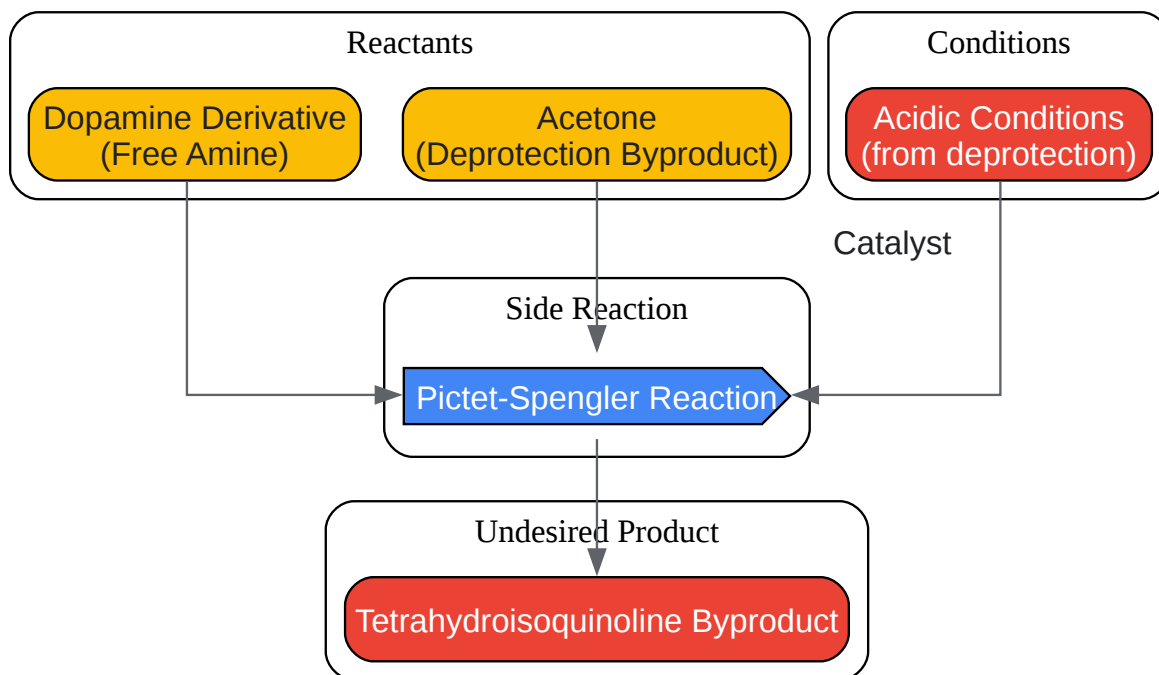 Reactants
Conditions
Dopamine Derivative
(Free Amine)
Acetone
(Deprotection Byproduct)
Acidic Conditions
(from deprotection)
Catalyst
Side Reaction
Pictet-Spengler Reaction
Undesired Product
Tetrahydroisoquinoline Byproduct